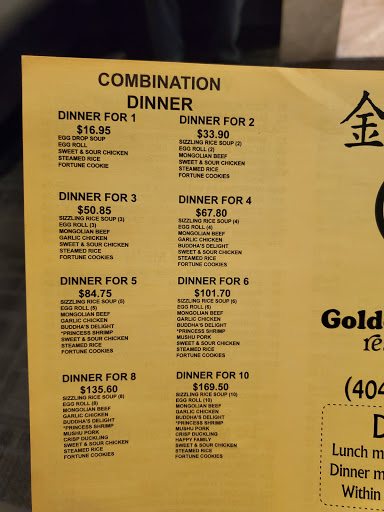 COMBINATION
DINNER
DINNER FOR 1
$16.95
EGG DROP SOUP
EGG ROLL
SWEET & SOUR CHICKEN
STEAMED RICE
FORTUNE COOKIE
DINNER FOR 2
$33.90
SIZZLING RICE SOUP (2)
EGG ROLL (2)
MONGOLIAN BEEF
SWEET & SOUR CHICKEN
STEAMED RICE
FORTUNE COOKIES
DINNER FOR 3
$50.85
SIZZLING RICE SOUP (3)
EGG ROLL (3)
MONGOLIAN BEEF
GARLIC CHICKEN
SWEET & SOUR CHICKEN
STEAMED RICE
FORTUNE COOKIES
DINNER FOR 4
$67.80
SIZZLING RICE SOUP (4)
EGG ROLL (4)
MONGOLIAN BEEF
GARLIC CHICKEN
BUDDHA'S DELIGHT
SWEET & SOUR CHICKEN
STEAMED RICE
FORTUNE COOKIES
DINNER FOR 5
$84.75
SIZZLING RICE SOUP (5)
EGG ROLL (5)
MONGOLIAN BEEF
GARLIC CHICKEN
BUDDHA'S DELIGHT
*PRINCESS SHRIMP
SWEET & SOUR CHICKEN
STEAMED RICE
FORTUNE COOKIES
DINNER FOR 6
$101.70
SIZZLING RICE SOUP (6)
EGG ROLL (6)
MONGOLIAN BEEF
GARLIC CHICKEN
BUDDHA'S DELIGHT
*PRINCESS SHRIMP
MUSHU PORK
SWEET & SOUR CHICKEN
STEAMED RICE
FORTUNE COOKIES
DINNER FOR 8
$135.60
SIZZLING RICE SOUP (8)
EGG ROLL (8)
MONGOLIAN BEEF
GARLIC CHICKEN
BUDDHA'S DELIGHT
*PRINCESS SHRIMP
MUSHU PORK
CRISP DUCKLING
SWEET & SOUR CHICKEN
STEAMED RICE
FORTUNE COOKIES
DINNER FOR 10
$169.50
SIZZLING RICE SOUP (10)
EGG ROLL (10)
MONGOLIAN BEEF
GARLIC CHICKEN
BUDDHA'S DELIGHT
*PRINCESS SHRIMP
MUSHU PORK
CRISP DUCKLING
HAPPY FAMILY
SWEET & SOUR CHICKEN
STEAMED RICE
FORTUNE COOKIES
金
Golde
re
(404
D
Lunch m
Dinner m
Within